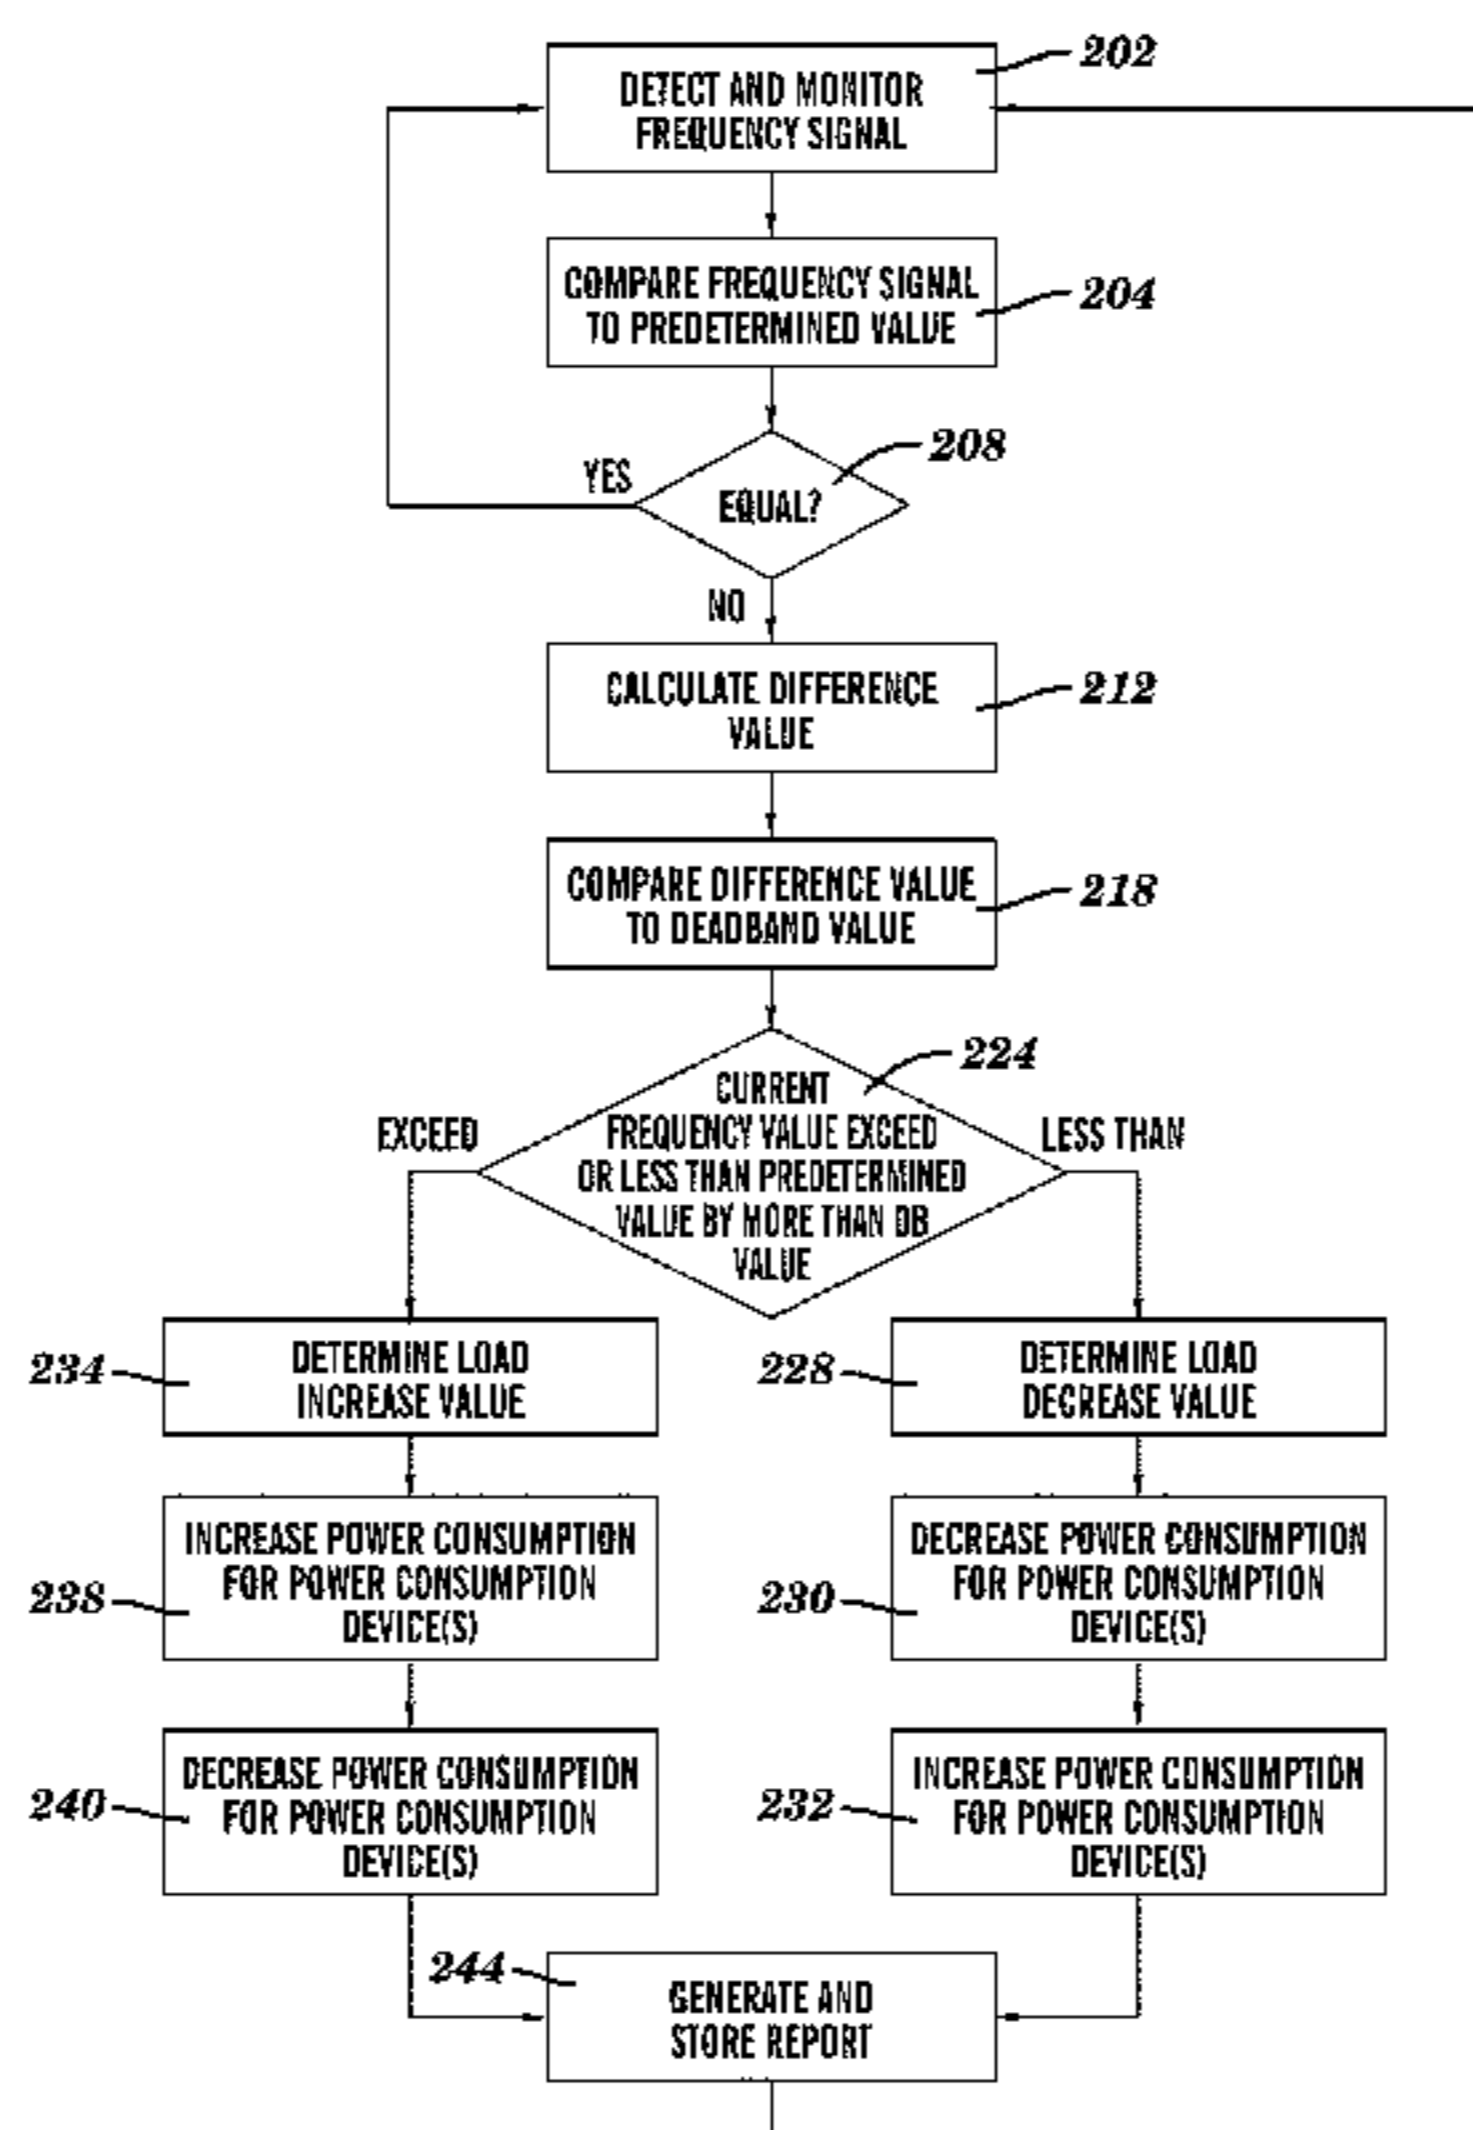 202
DETECT AND MONITOR
FREQUENCY SIGNAL
COMPARE FREQUENCY SIGNAL
TO PREDETERMINED VALUE
204
208
YES
EQUAL?
NO
CALCULATE DIFFERENCE
VALUE
212
COMPARE DIFFERENCE VALUE
TO DEADBAND VALUE
218
224
CURRENT
FREQUENCY VALUE EXCEED
OR LESS THAN PREDETERMINED
VALUE BY MORE THAN DB
VALUE
EXCEED
LESS THAN
234
DETERMINE LOAD
INCREASE VALUE
228
DETERMINE LOAD
DECREASE VALUE
INCREASE POWER CONSUMPTION
FOR POWER CONSUMPTION
DEVICE(S)
238
DECREASE POWER CONSUMPTION
FOR POWER CONSUMPTION
DEVICE(S)
230
DECREASE POWER CONSUMPTION
FOR POWER CONSUMPTION
DEVICE(S)
240
INCREASE POWER CONSUMPTION
FOR POWER CONSUMPTION
DEVICE(S)
232
244
GENERATE AND
STORE REPORT